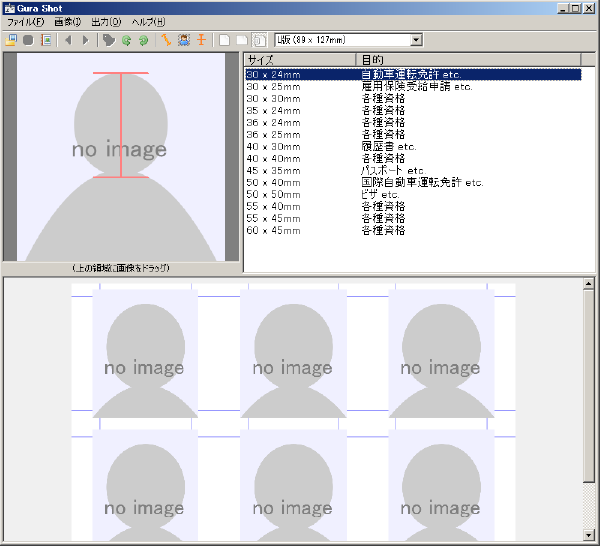 Gura Shot
ファイル(F) 画像(I) 出力(O) ヘルプ(H)
L版 (89 x 127mm)
no image
(上の領域に画像をドラッグ)
サイズ 目的
30 x 24mm 自動車運転免許 etc.
30 x 25mm 雇用保険受給申請 etc.
30 x 30mm 各種資格
35 x 24mm 各種資格
36 x 24mm 各種資格
36 x 25mm 各種資格
40 x 30mm 履歴書 etc.
40 x 40mm 各種資格
45 x 35mm パスポート etc.
50 x 40mm 国際自動車運転免許 etc.
50 x 50mm ビザ etc.
55 x 40mm 各種資格
55 x 45mm 各種資格
60 x 45mm 各種資格
no image no image no image
no image no image no image